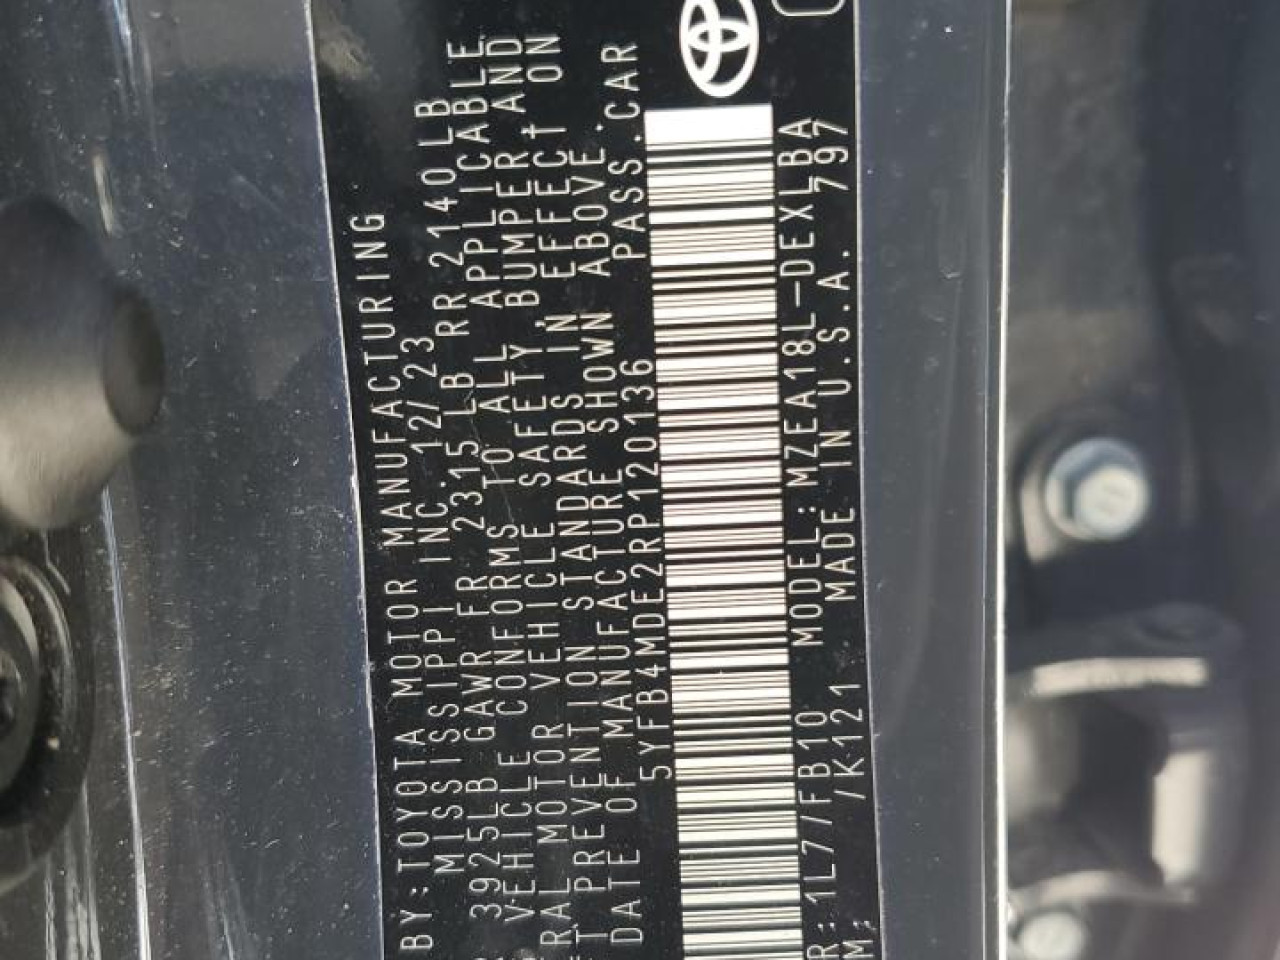 BY:TOYOTA MOTOR MANUFACTURING
MISSISSIPPI INC. 12/23
3925LB GAWR FR 2315LB RR 2140LB
VEHICLE CONFORMS TO ALL APPLICABLE
RAL MOTOR VEHICLE SAFETY, BUMPER, AND
T PREVENTION STANDARDS IN EFFECT ON
DATE OF MANUFACTURE SHOWN ABOVE.
5YFB4MDE2RP120136 PASS.CAR
R:1L7/FB10 MODEL:MZEA18L-DEXLBA
M: /K121 MADE IN U.S.A. 797